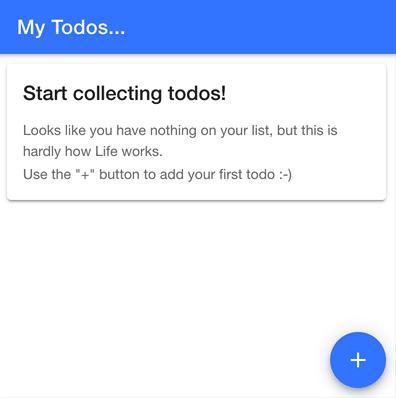 My Todos...
Start collecting todos!
Looks like you have nothing on your list, but this is
hardly how Life works.
Use the "+" button to add your first todo :-)
+